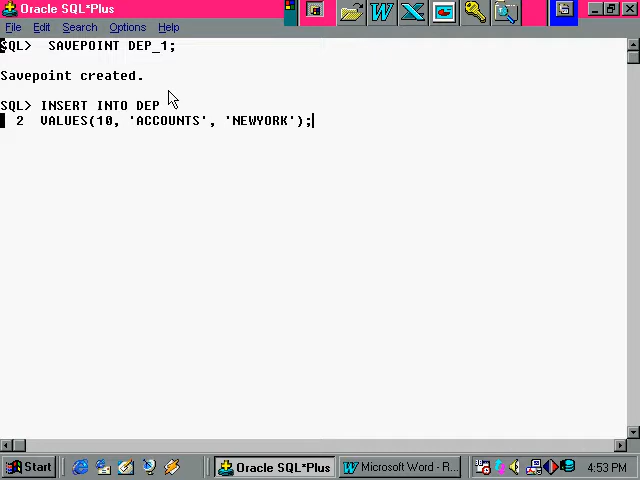 Oracle SQL*Plus
File Edit Search Options Help
SQL> SAVEPOINT DEP_1;
Savepoint created.
SQL> INSERT INTO DEP
2 VALUES(10, 'ACCOUNTS', 'NEWYORK');
Start Oracle SQL*Plus Microsoft Word - R... 4:53 PM